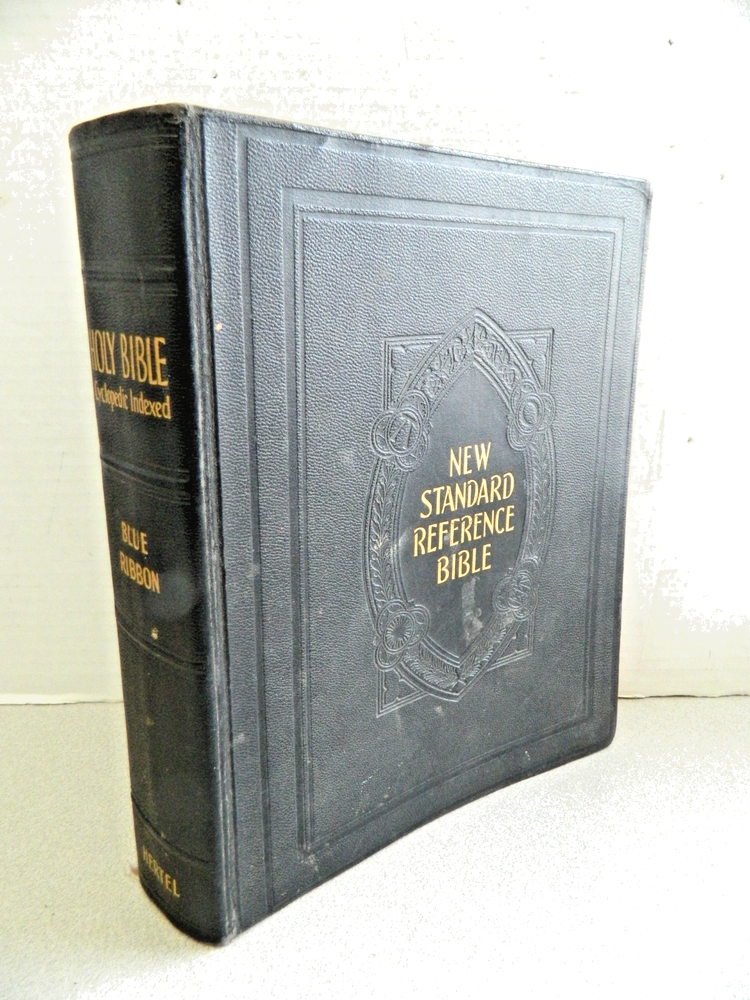 HOLY BIBLE
Cyclopedic Indexed
BLUE
RIBBON
HERTEL
NEW
STANDARD
REFERENCE
BIBLE